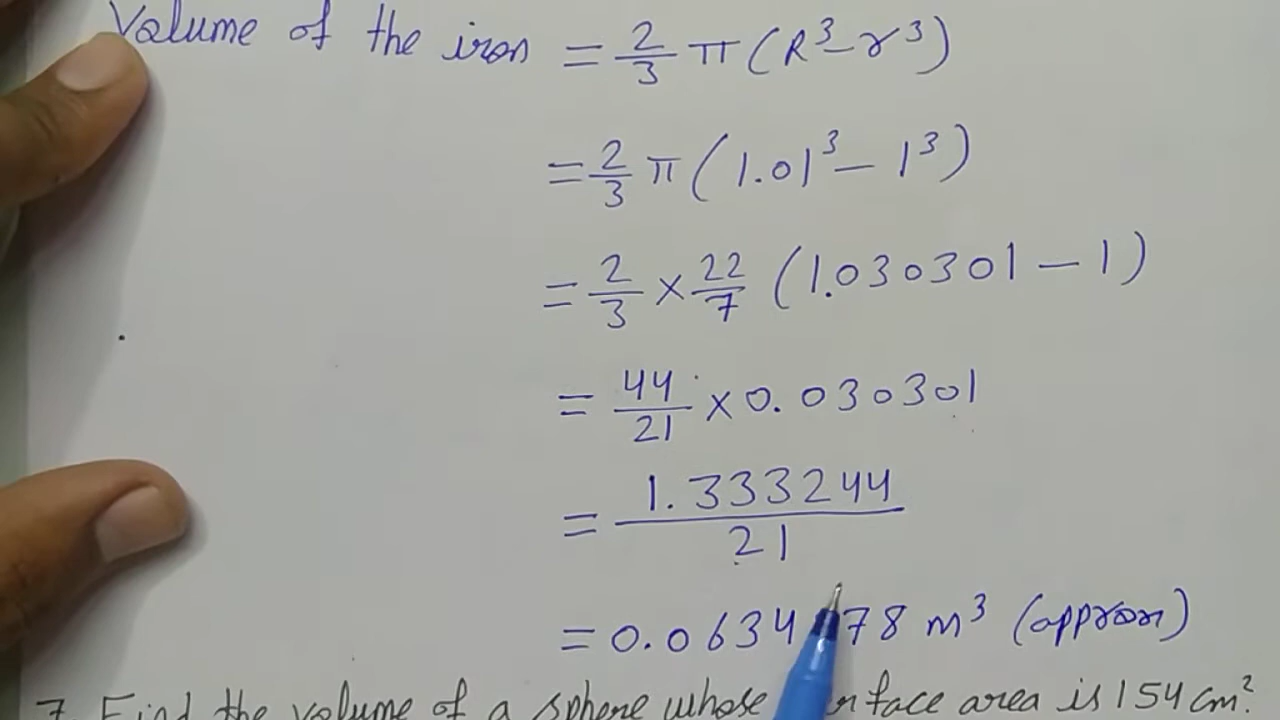 Volume of the iron = 2/3 π (R³ - r³)
= 2/3 π (1.01³ - 1³)
= 2/3 × 22/7 (1.030301 - 1)
= 44/21 × 0.030301
= 1.333244/21
= 0.0634 78 m³ (approx)
7. Find the volume of a sphere whose area is 154 cm².